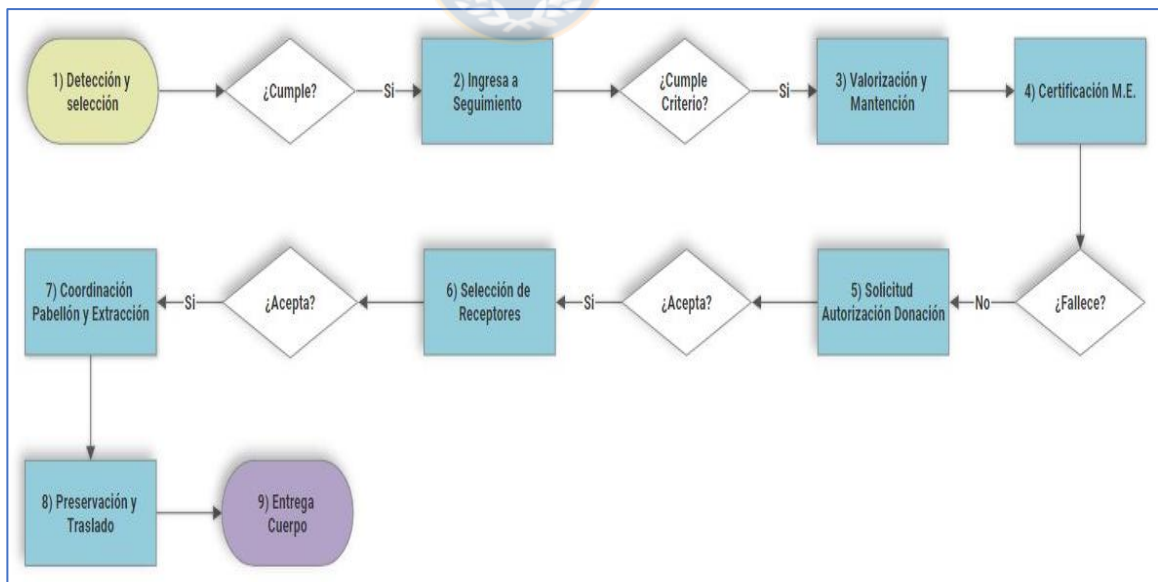 1) Detección y
selección
¿Cumple?
Si
2) Ingresa a
Seguimiento
¿Cumple
Criterio?
Si
3) Valorización y
Mantención
4) Certificación M.E.
¿Fallece?
No
5) Solicitud
Autorización Donación
¿Acepta?
Si
6) Selección de
Receptores
¿Acepta?
Si
7) Coordinación
Pabellón y Extracción
8) Preservación y
Traslado
9) Entrega
Cuerpo